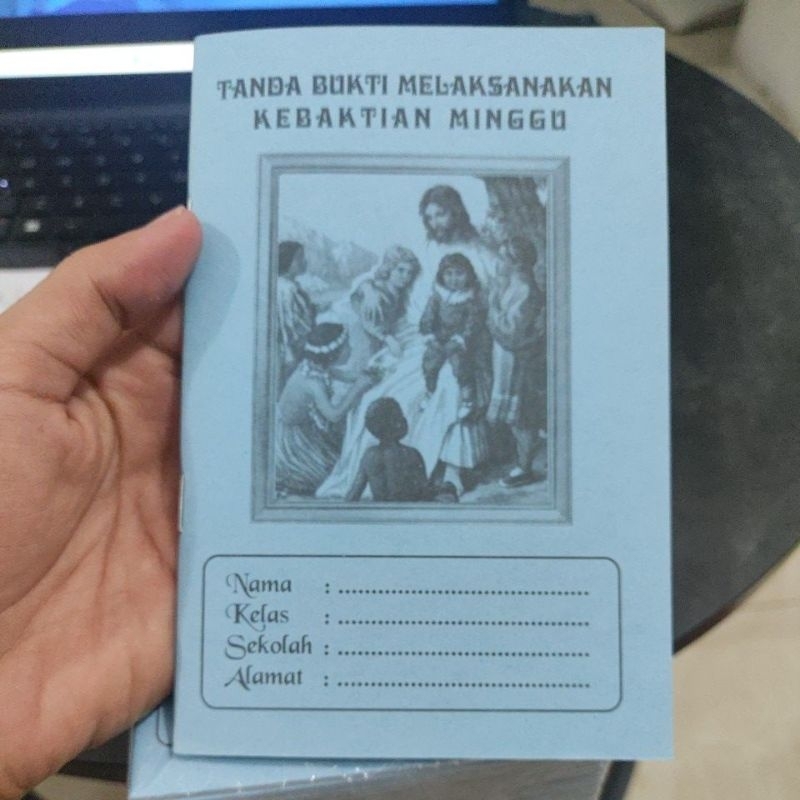 TANDA BUKTI MELAKSANAKAN
KEBAKTIAN MINGGU
Nama : ......................................
Kelas : ......................................
Sekolah : ......................................
Alamat : ......................................